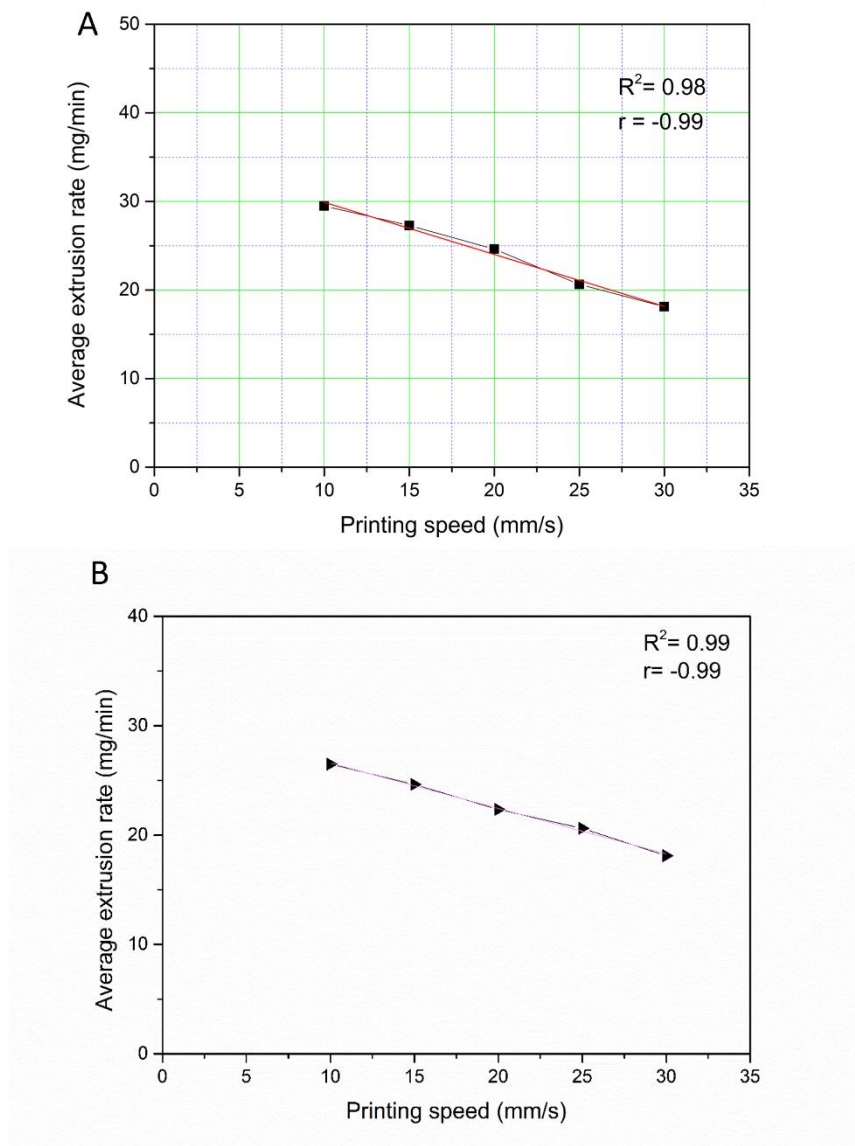 A
50
R²= 0.98
r = -0.99
40
30
20
10
0
0 5 10 15 20 25 30 35
Average extrusion rate (mg/min)
Printing speed (mm/s)
B
40
R²= 0.99
r= -0.99
30
20
10
0
0 5 10 15 20 25 30 35
Average extrusion rate (mg/min)
Printing speed (mm/s)